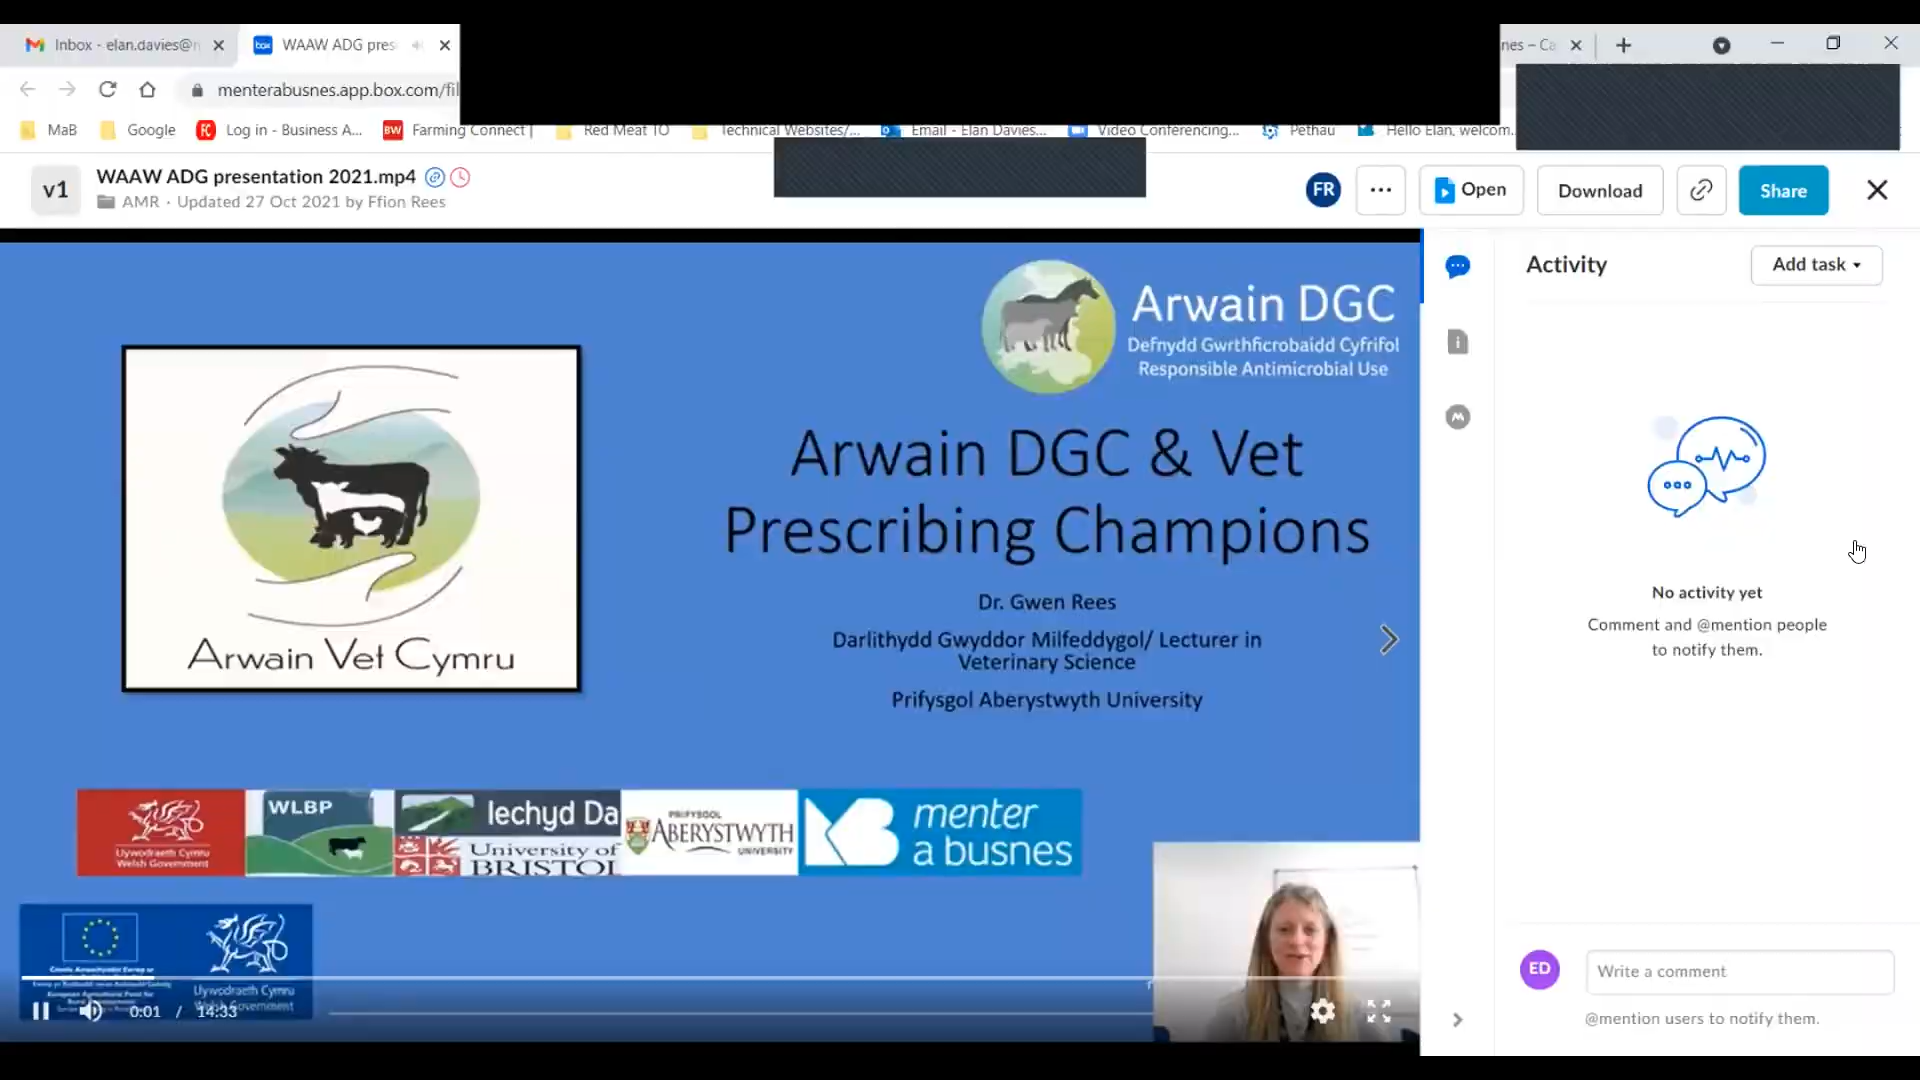 Inbox - elan.davies@
WAAW ADG pres
nes – Ca
menterabusnes.app.box.com/fil
MaB
Google
Log in - Business A...
Farming Connect |
Red Meat TO
Technical Websites/...
Email - Elan Davies...
Video Conferencing...
Pethau
Hello Elan, welcom...
v1
WAAW ADG presentation 2021.mp4
AMR · Updated 27 Oct 2021 by Ffion Rees
FR
Open
Download
Share
Arwain DGC
Defnydd Gwrthficrobaidd Cyfrifol
Responsible Antimicrobial Use
Arwain Vet Cymru
Arwain DGC & Vet
Prescribing Champions
Dr. Gwen Rees
Darlithydd Gwyddor Milfeddygol/ Lecturer in
Veterinary Science
Prifysgol Aberystwyth University
Llywodraeth Cymru
Welsh Government
WLBP
Iechyd Da
University of
BRISTOL
PRIFYSGOL
ABERYSTWYTH
UNIVERSITY
menter
a busnes
Llywodraeth Cymru
Welsh Government
0:01 / 14:33
Activity
Add task
No activity yet
Comment and @mention people
to notify them.
ED
Write a comment
@mention users to notify them.